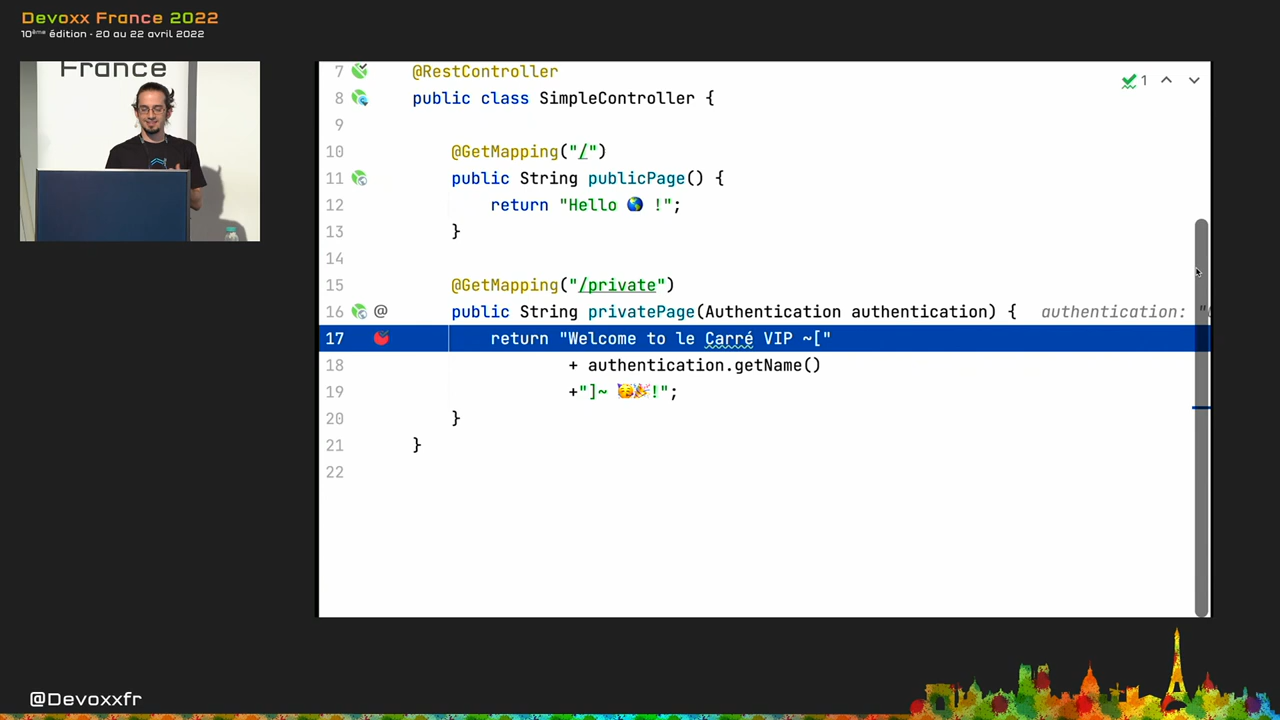 Devoxx France 2022
10ème édition - 20 au 22 avril 2022
France
7 @RestController
8 public class SimpleController {
9
10 @GetMapping("/")
11 public String publicPage() {
12 return "Hello 🌎 !";
13 }
14
15 @GetMapping("/private")
16 @ public String privatePage(Authentication authentication) { authentication: "
17 return "Welcome to le Carré VIP ~["
18 + authentication.getName()
19 +"]~ 🥳🎉!";
20 }
21 }
22
1
@Devoxxfr